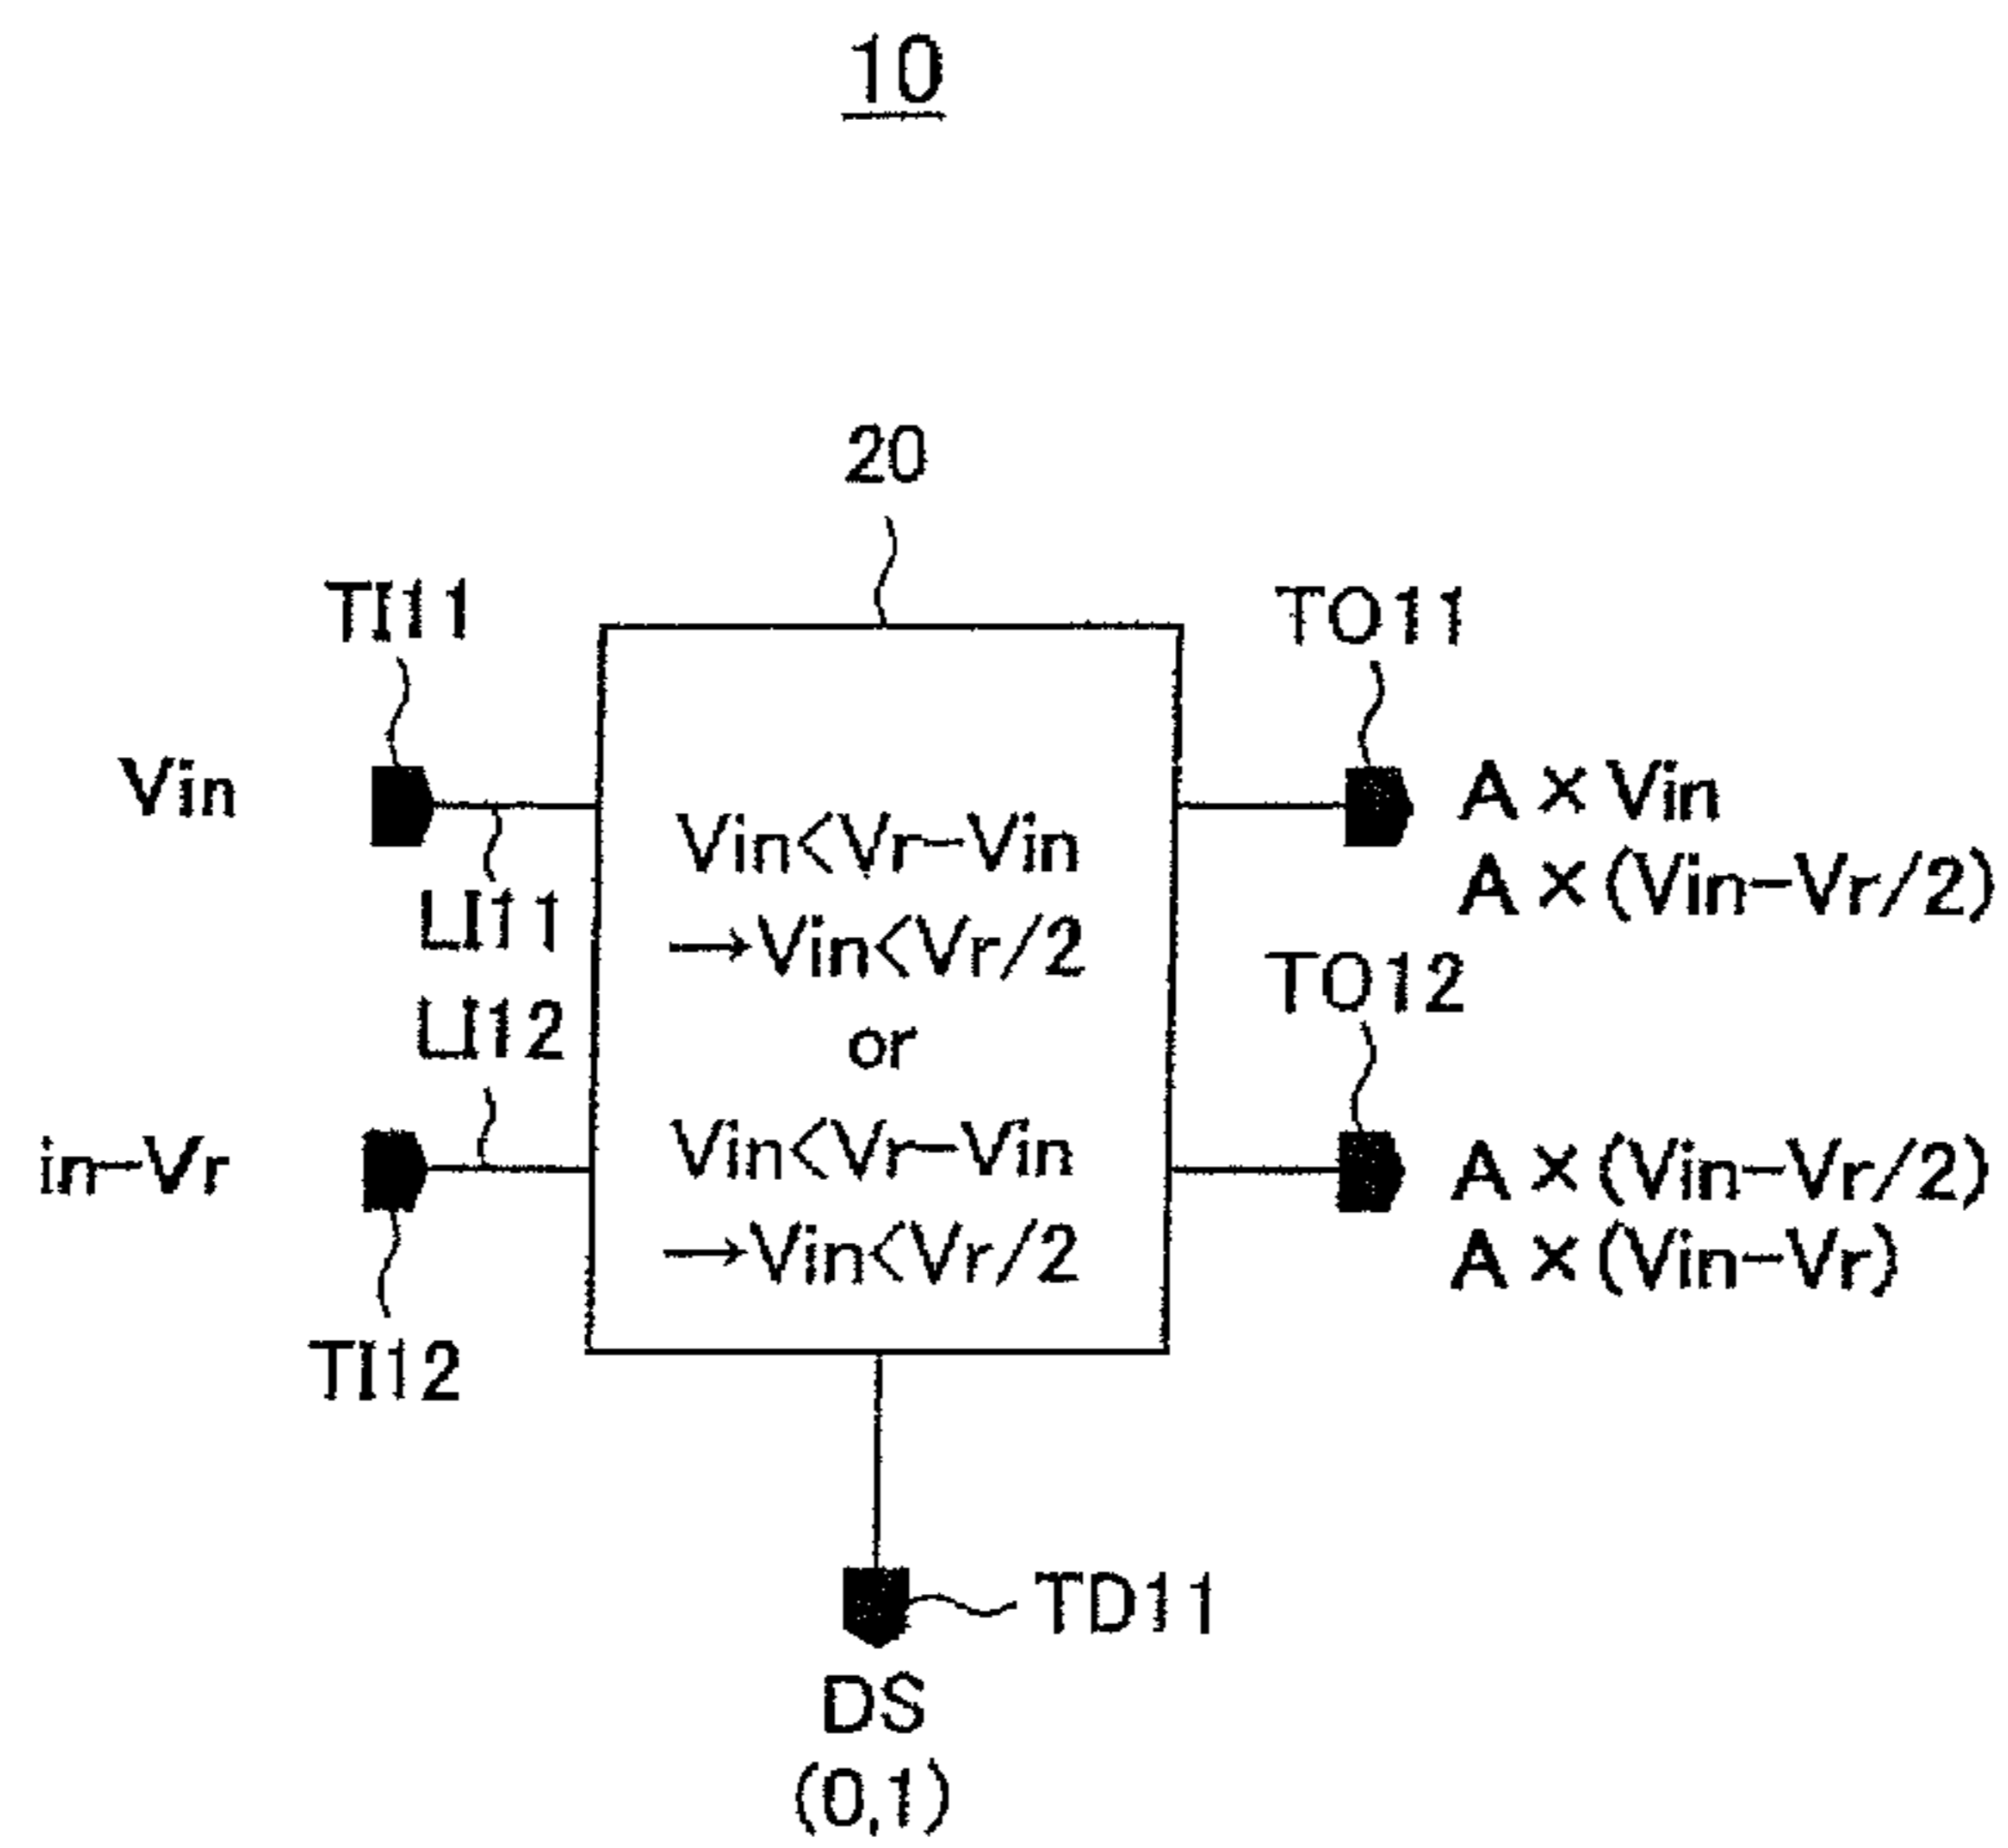 10
20
TI11
TO11
Vin
A×Vin
A×(Vin−Vr/2)
LI11
LI12
Vin<Vr−Vin
→Vin<Vr/2
or
Vin<Vr−Vin
→Vin<Vr/2
TO12
in−Vr
A×(Vin−Vr/2)
A×(Vin−Vr)
TI12
TD11
DS
(0,1)